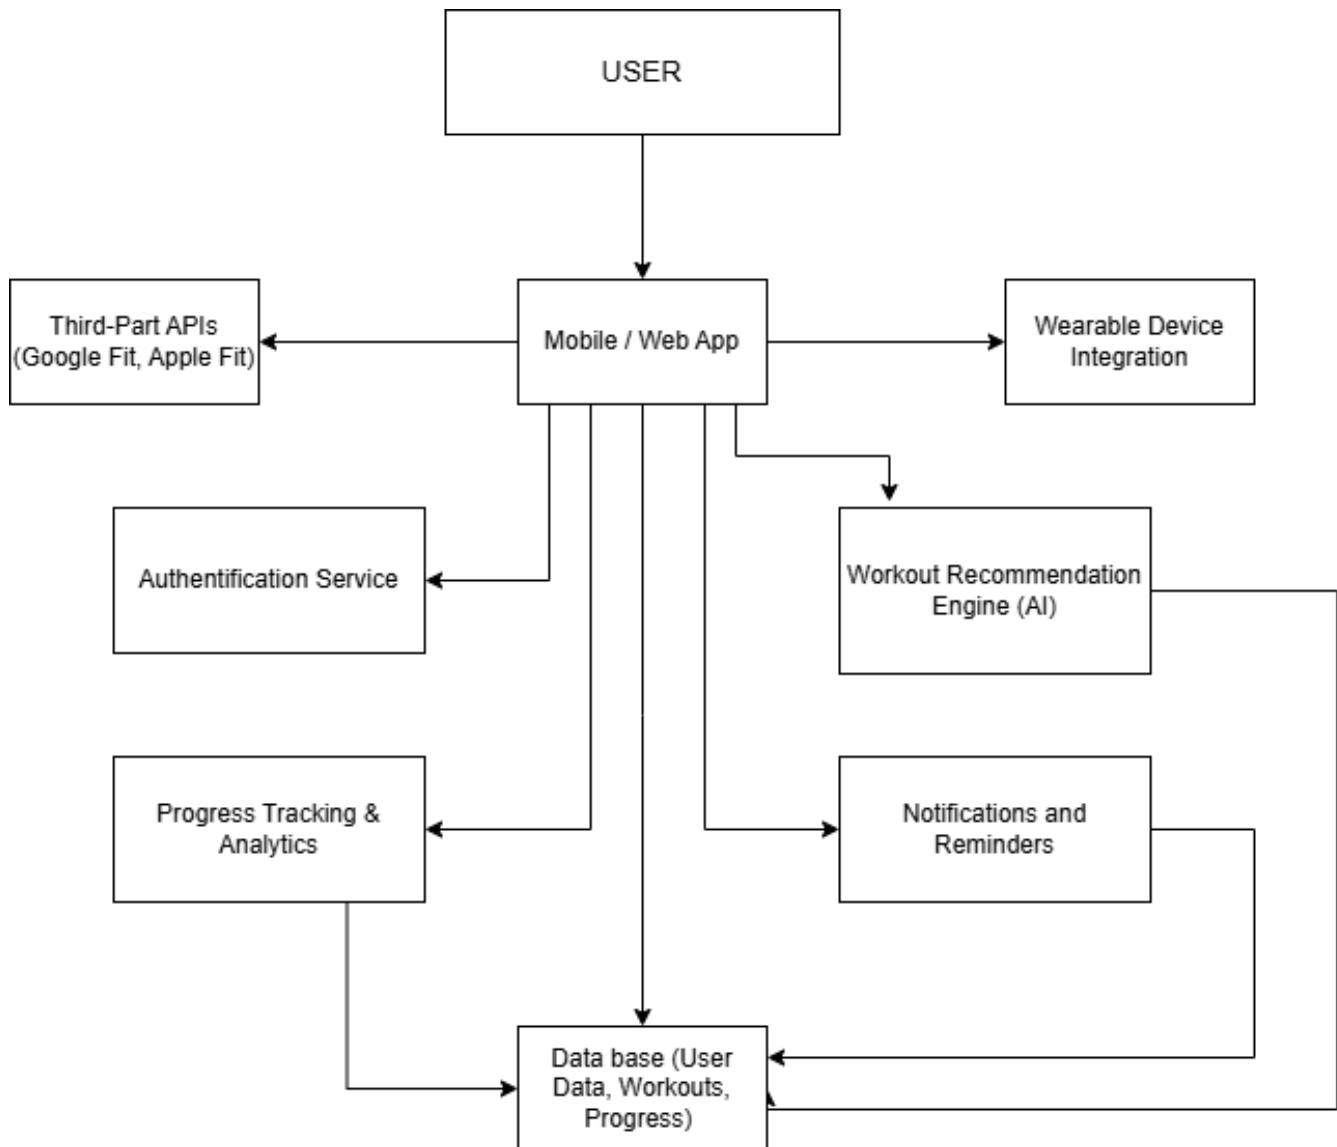 USER
Third-Part APIs
(Google Fit, Apple Fit)
Mobile / Web App
Wearable Device
Integration
Authentification Service
Workout Recommendation
Engine (AI)
Progress Tracking &
Analytics
Notifications and
Reminders
Data base (User
Data, Workouts,
Progress)